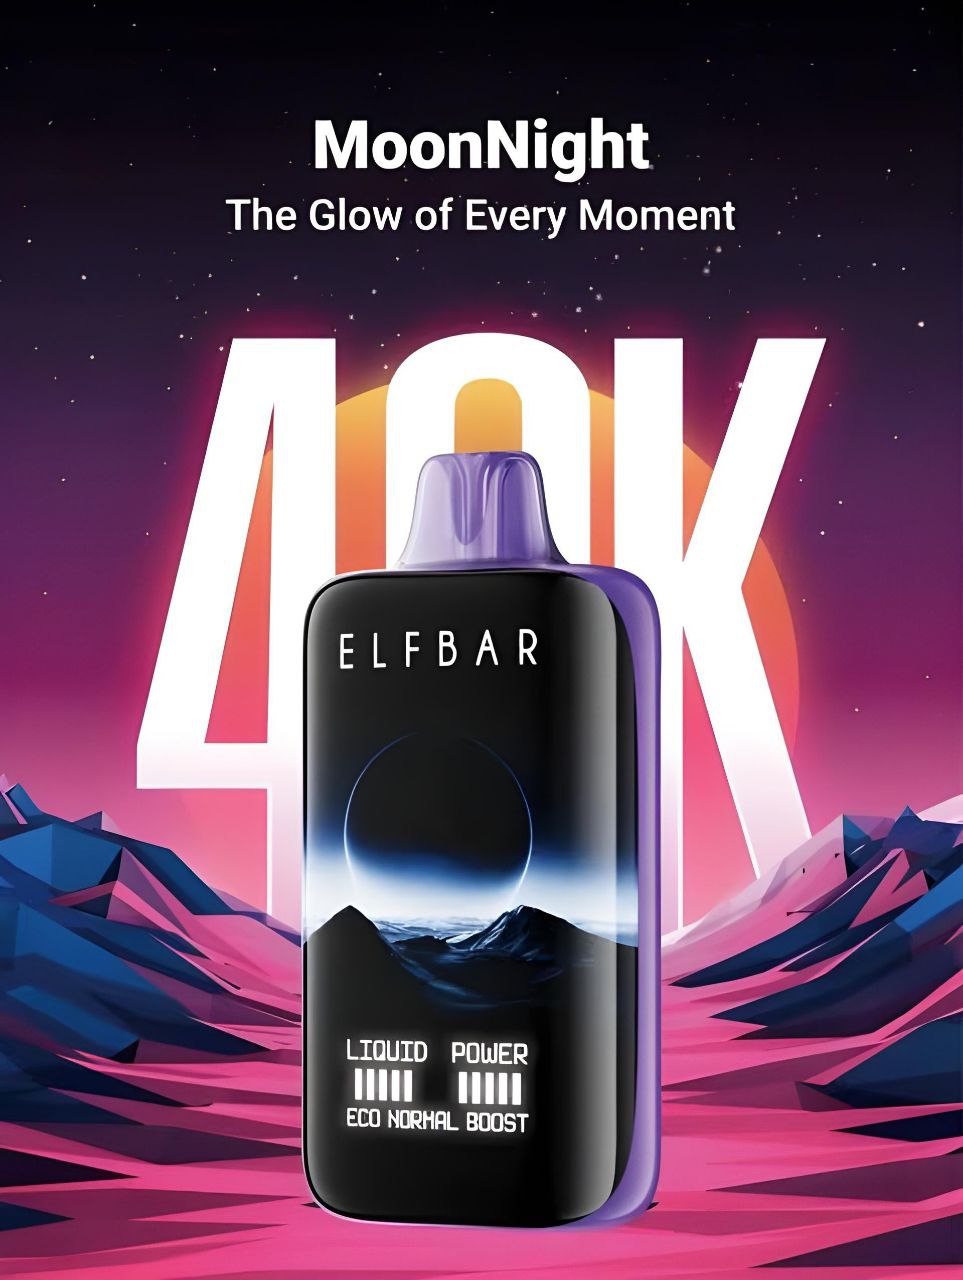 MoonNight
The Glow of Every Moment
40K
ELFBAR
LIQUID POWER
ECO NORMAL BOOST